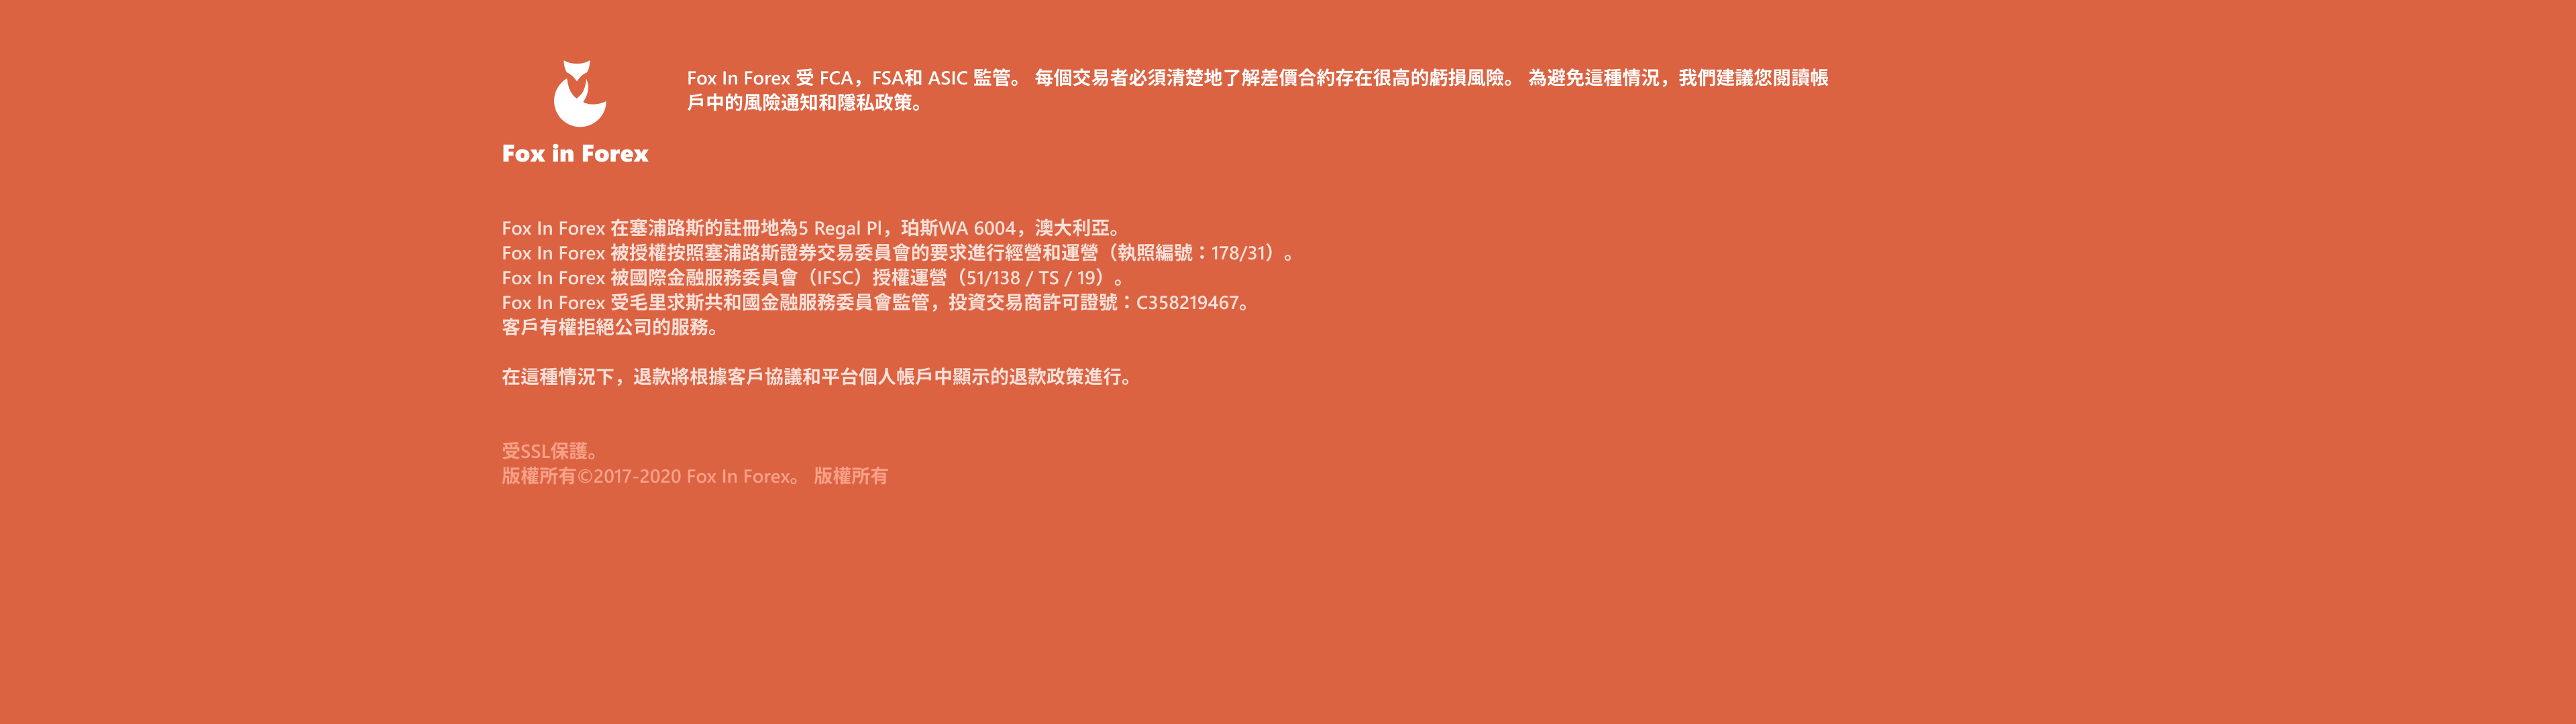 Fox In Forex 受 FCA，FSA和 ASIC 監管。 每個交易者必須清楚地了解差價合約存在很高的虧損風險。 為避免這種情況，我們建議您閱讀帳
戶中的風險通知和隱私政策。
Fox in Forex
Fox In Forex 在塞浦路斯的註冊地為5 Regal Pl，珀斯WA 6004，澳大利亞。
Fox In Forex 被授權按照塞浦路斯證券交易委員會的要求進行經營和運營（執照編號：178/31）。
Fox In Forex 被國際金融服務委員會（IFSC）授權運營（51/138 / TS / 19）。
Fox In Forex 受毛里求斯共和國金融服務委員會監管，投資交易商許可證號：C358219467。
客戶有權拒絕公司的服務。
在這種情況下，退款將根據客戶協議和平台個人帳戶中顯示的退款政策進行。
受SSL保護。
版權所有©2017-2020 Fox In Forex。 版權所有